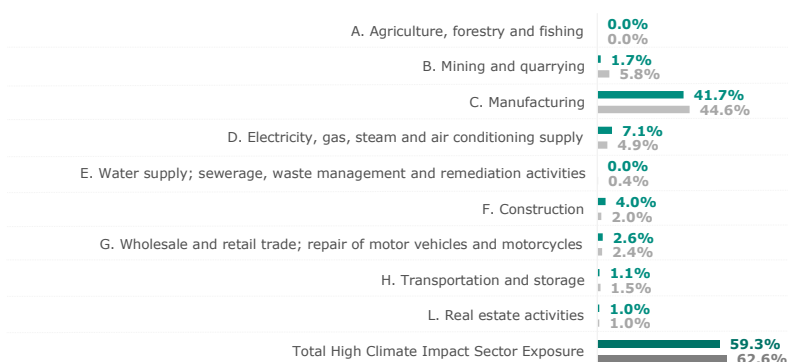 A. Agriculture, forestry and fishing
0.0%
0.0%
B. Mining and quarrying
1.7%
5.8%
C. Manufacturing
41.7%
44.6%
D. Electricity, gas, steam and air conditioning supply
7.1%
4.9%
E. Water supply; sewerage, waste management and remediation activities
0.0%
0.4%
F. Construction
4.0%
2.0%
G. Wholesale and retail trade; repair of motor vehicles and motorcycles
2.6%
2.4%
H. Transportation and storage
1.1%
1.5%
L. Real estate activities
1.0%
1.0%
Total High Climate Impact Sector Exposure
59.3%
62.6%